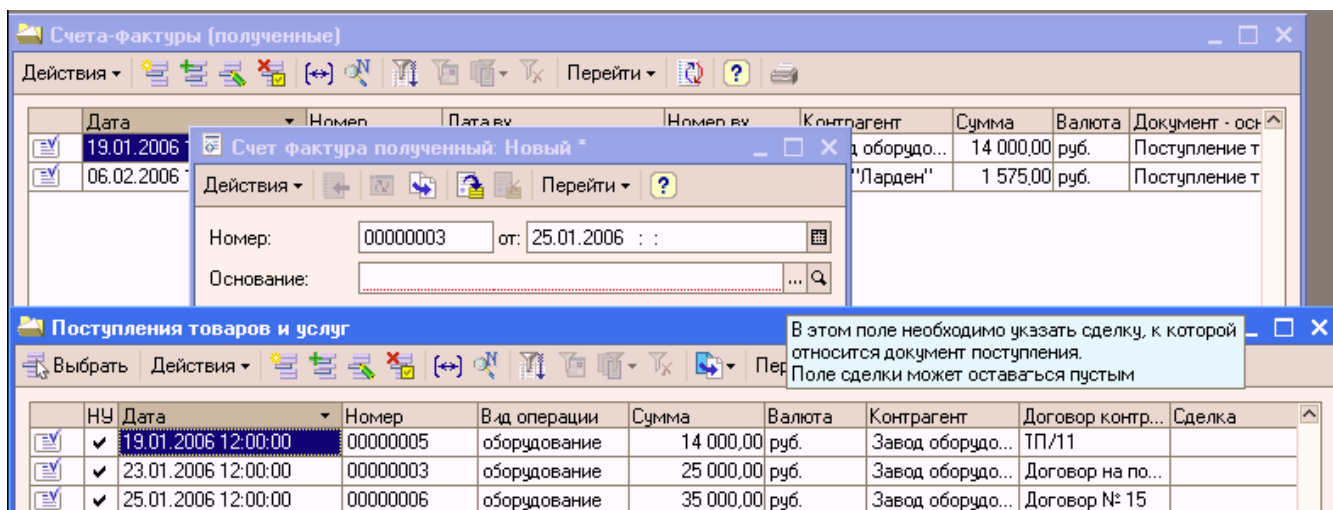 Счета-фактуры (полученные)
Действия Перейти ?
Дата Номер Дата вх Номер вх Контрагент Сумма Валюта Документ - осн
19.01.2006 1 д оборудо... 14 000,00 руб. Поступление т
06.02.2006 1 "Ларден" 1 575,00 руб. Поступление т
Счет фактура полученный: Новый *
Действия Перейти ?
Номер: 00000003 от: 25.01.2006 : :
Основание: ...
Поступления товаров и услуг
В этом поле необходимо указать сделку, к которой
относится документ поступления.
Поле сделки может оставаться пустым
Выбрать Действия Пер
НУ Дата Номер Вид операции Сумма Валюта Контрагент Договор контр... Сделка
19.01.2006 12:00:00 00000005 оборудование 14 000,00 руб. Завод оборудо... ТП/11
23.01.2006 12:00:00 00000003 оборудование 25 000,00 руб. Завод оборудо... Договор на по...
25.01.2006 12:00:00 00000006 оборудование 35 000,00 руб. Завод оборудо... Договор № 15